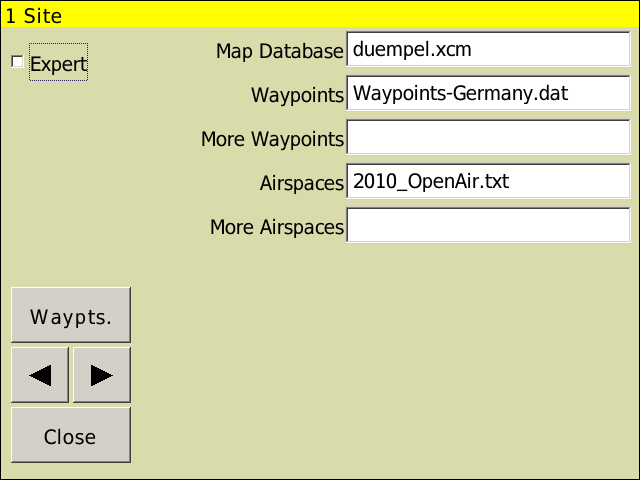 1 Site
Expert
Map Database duempel.xcm
Waypoints Waypoints-Germany.dat
More Waypoints
Airspaces 2010_OpenAir.txt
More Airspaces
Waypts.
Close